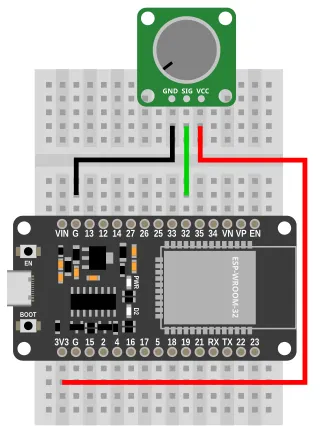 GND SIG VCC
VIN G 13 12 14 27 26 25 33 32 35 34 VN VP EN
EN
PWR
D2
ESP-WROOM-32
BOOT
3V3 G 15 2 4 16 17 5 18 19 21 RX TX 22 23